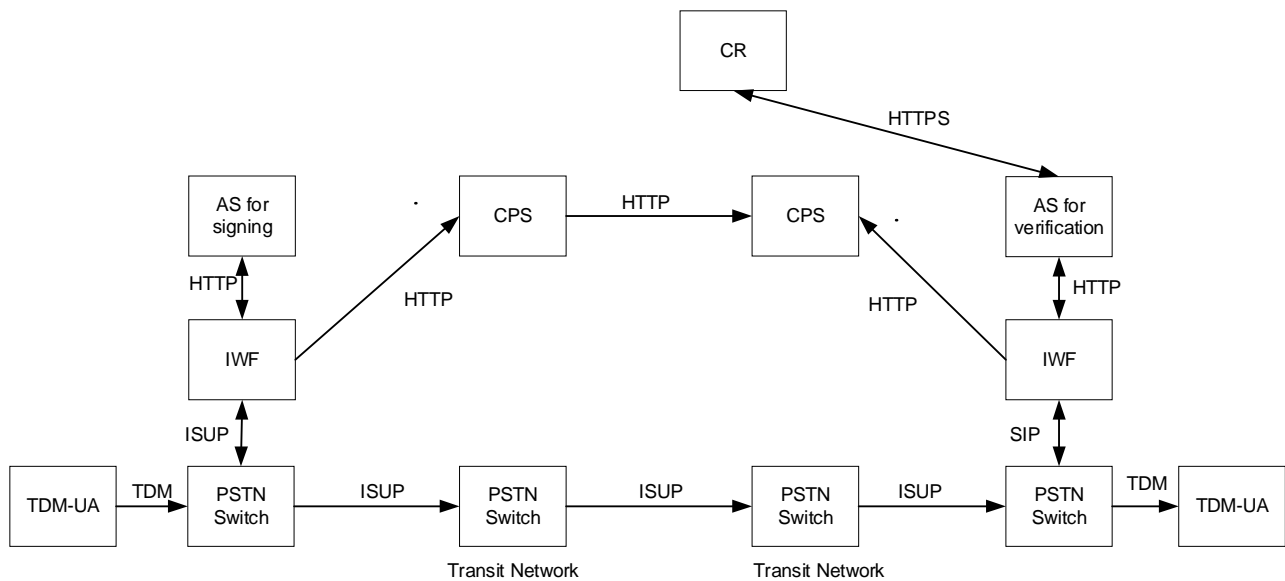 CR
HTTPS
AS for
signing
CPS
HTTP
CPS
AS for
verification
HTTP
HTTP
HTTP
HTTP
IWF
IWF
ISUP
SIP
TDM-UA
TDM
PSTN
Switch
ISUP
PSTN
Switch
ISUP
PSTN
Switch
ISUP
PSTN
Switch
TDM
TDM-UA
Transit Network
Transit Network